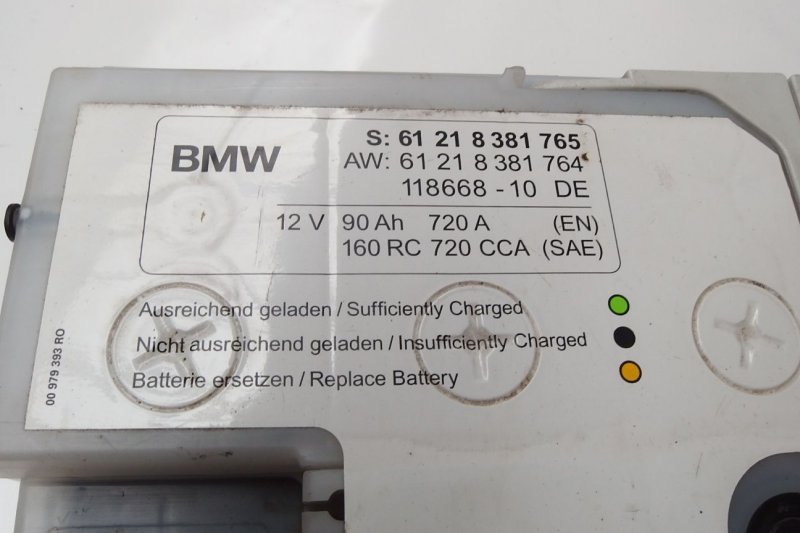 BMW
S: 61 21 8 381 765
AW: 61 21 8 381 764
118668 - 10 DE
12 V 90 Ah 720 A (EN)
160 RC 720 CCA (SAE)
Ausreichend geladen / Sufficiently Charged
Nicht ausreichend geladen / Insufficiently Charged
Batterie ersetzen / Replace Battery
00 979 393 RO